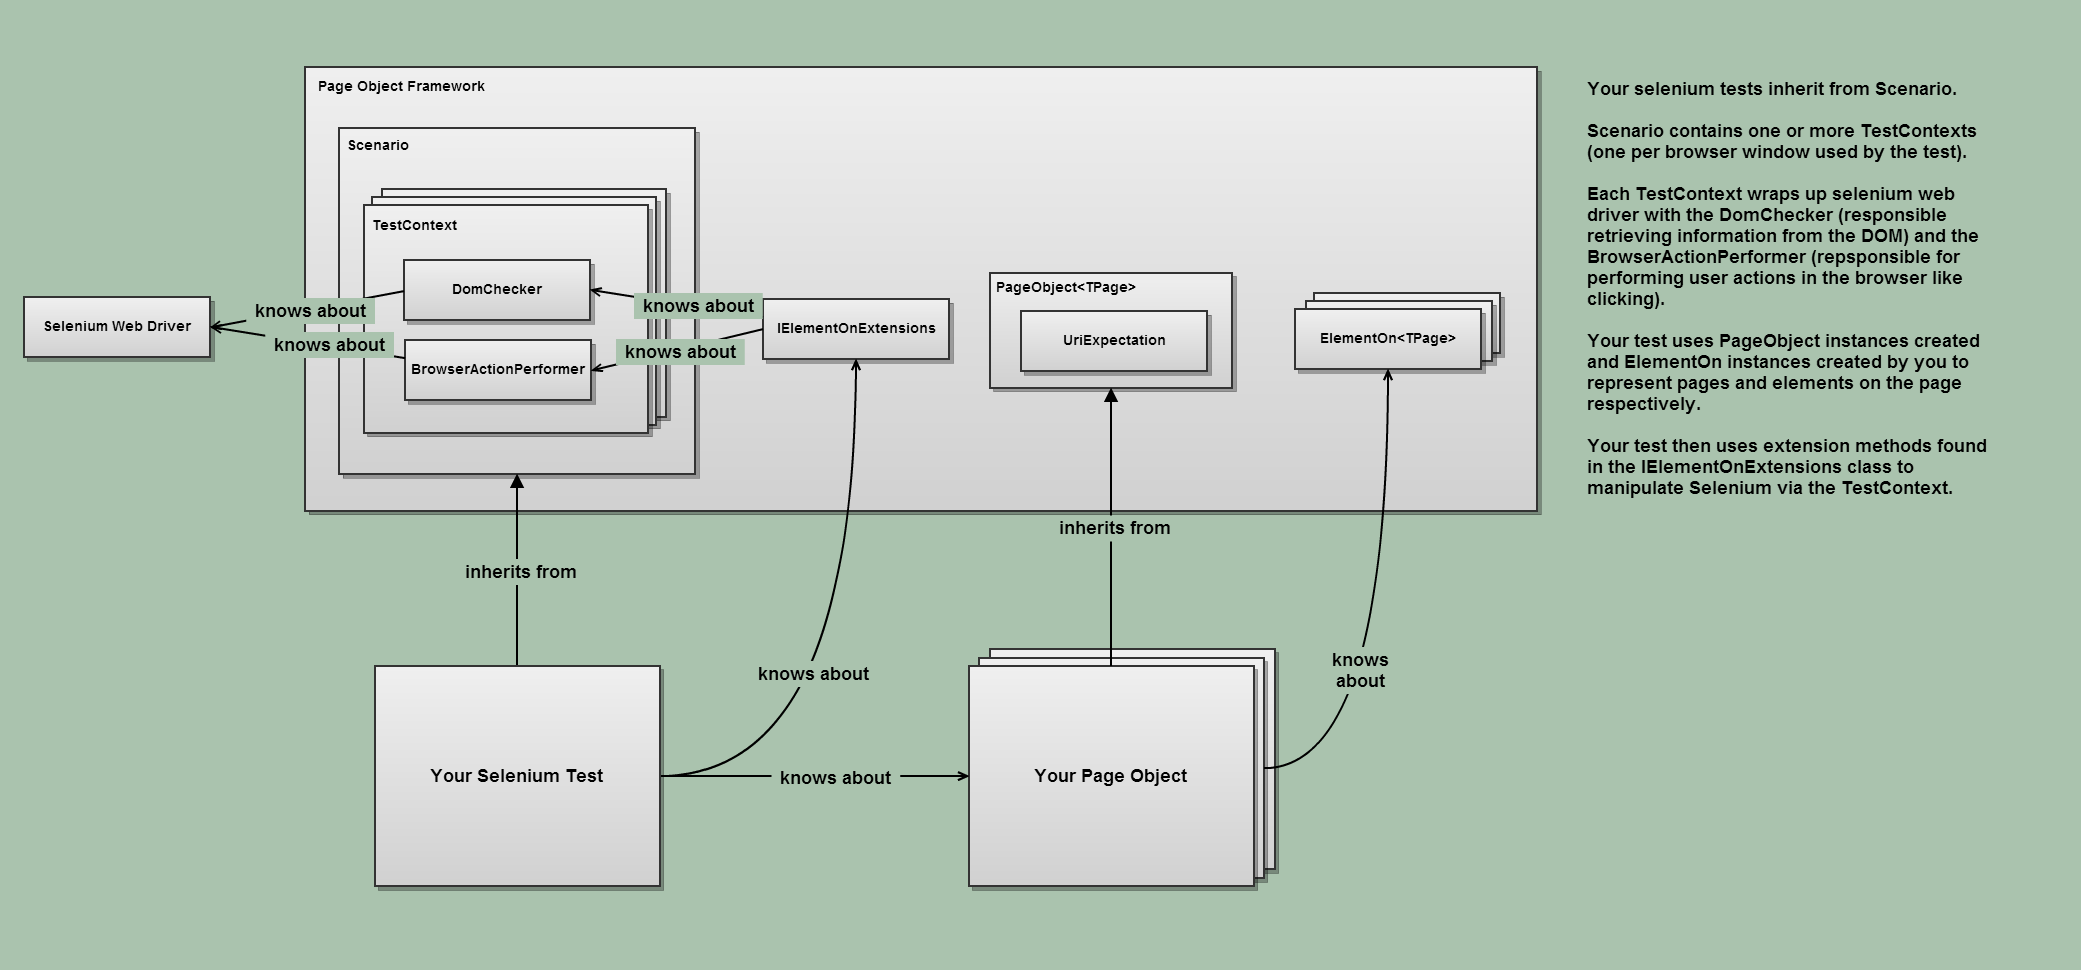 Page Object Framework
Scenario
TestContext
DomChecker
BrowserActionPerformer
Selenium Web Driver
knows about
knows about
knows about
knows about
IElementOnExtensions
PageObject<TPage>
UriExpectation
ElementOn<TPage>
inherits from
inherits from
knows about
knows
about
knows about
Your Selenium Test
Your Page Object
Your selenium tests inherit from Scenario.
Scenario contains one or more TestContexts
(one per browser window used by the test).
Each TestContext wraps up selenium web
driver with the DomChecker (responsible
retrieving information from the DOM) and the
BrowserActionPerformer (repsponsible for
performing user actions in the browser like
clicking).
Your test uses PageObject instances created
and ElementOn instances created by you to
represent pages and elements on the page
respectively.
Your test then uses extension methods found
in the IElementOnExtensions class to
manipulate Selenium via the TestContext.